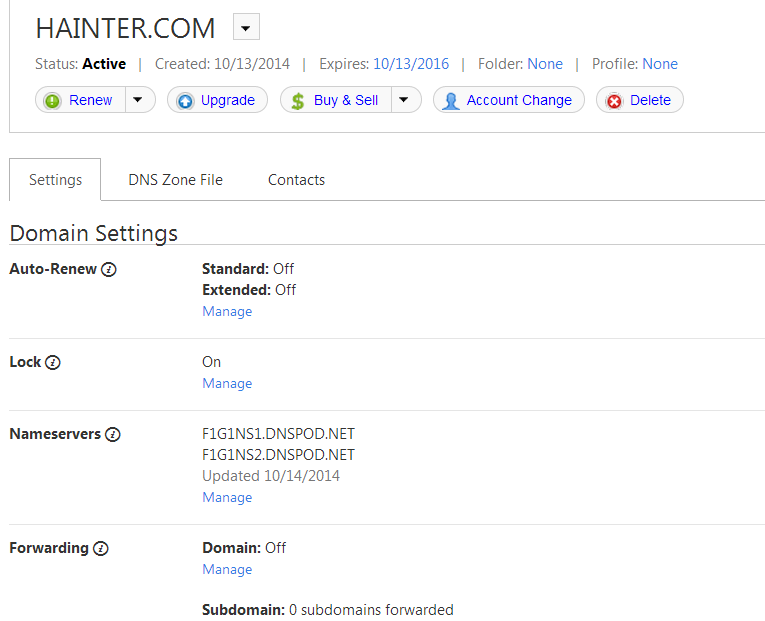 HAINTER.COM
Status: Active | Created: 10/13/2014 | Expires: 10/13/2016 | Folder: None | Profile: None
Renew Upgrade Buy & Sell Account Change Delete
Settings DNS Zone File Contacts
Domain Settings
Auto-Renew Standard: Off
Extended: Off
Manage
Lock On
Manage
Nameservers F1G1NS1.DNSPOD.NET
F1G1NS2.DNSPOD.NET
Updated 10/14/2014
Manage
Forwarding Domain: Off
Manage
Subdomain: 0 subdomains forwarded